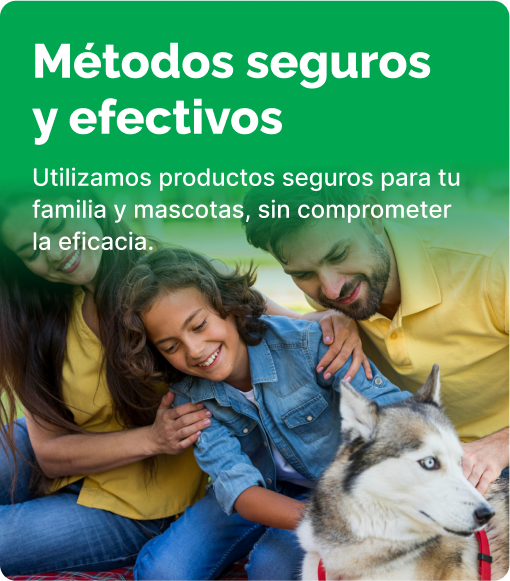 Métodos seguros
y efectivos
Utilizamos productos seguros para tu
familia y mascotas, sin comprometer
la eficacia.